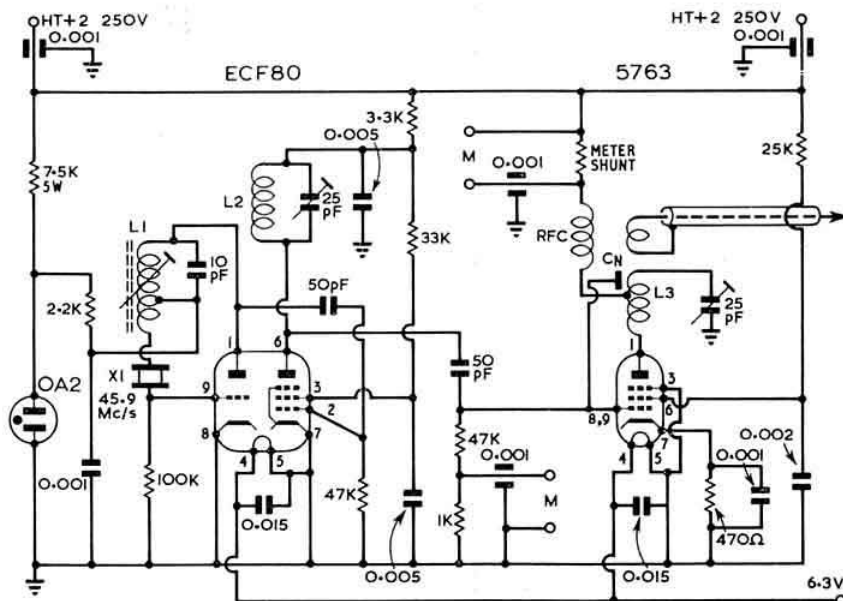 HT+2 250V
0.001
HT+2 250V
0.001
ECF80
5763
3.3K
0.005
M
METER
SHUNT
0.001
25K
7.5K
5W
L2
25
pF
L1
10
pF
33K
RFC
CN
L3
25
pF
2.2K
50pF
50
pF
1
6
1
X1
45.9
Mc/s
OA2
9
3
2
8
7
4
5
8,9
3
6
7
4
5
0.002
0.001
47K
0.001
0.001
100K
0.015
47K
1K
M
0.005
0.015
470Ω
6.3V